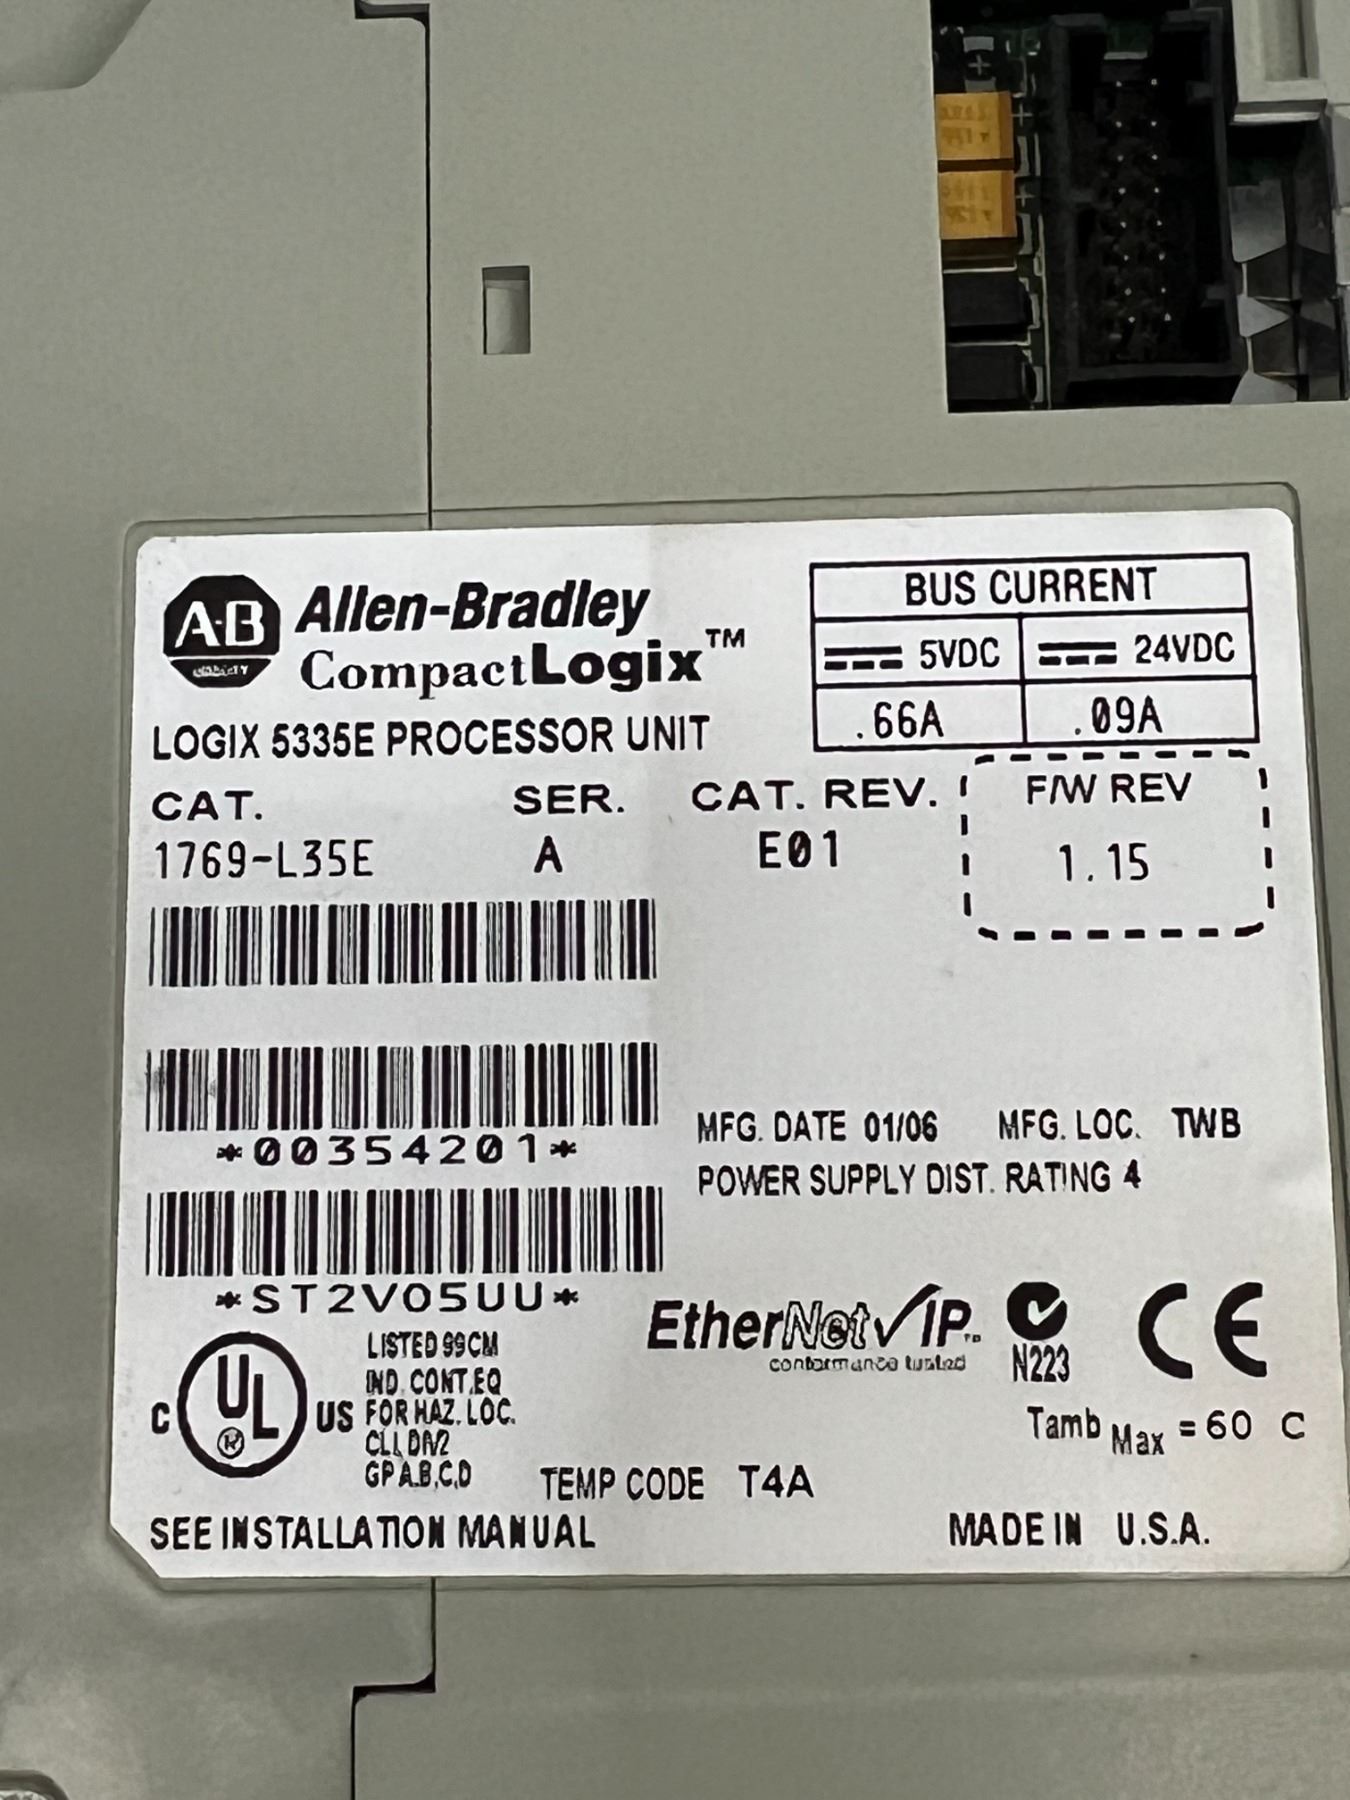 A·B
QUALITY
Allen-Bradley
CompactLogix™
LOGIX 5335E PROCESSOR UNIT
BUS CURRENT
5VDC 24VDC
.66A .09A
CAT. SER. CAT. REV. F/W REV
1769-L35E A E01 1.15
*00354201*
MFG. DATE 01/06 MFG. LOC. TWB
POWER SUPPLY DIST. RATING 4
*ST2V05UU*
C UL US
LISTED 99CM
IND. CONT.EQ
FOR HAZ. LOC.
CLI, DIV2
GP A,B,C,D
EtherNet/IP
conformance tested
N223
CE
Tamb Max = 60 C
TEMP CODE T4A
SEE INSTALLATION MANUAL
MADE IN U.S.A.